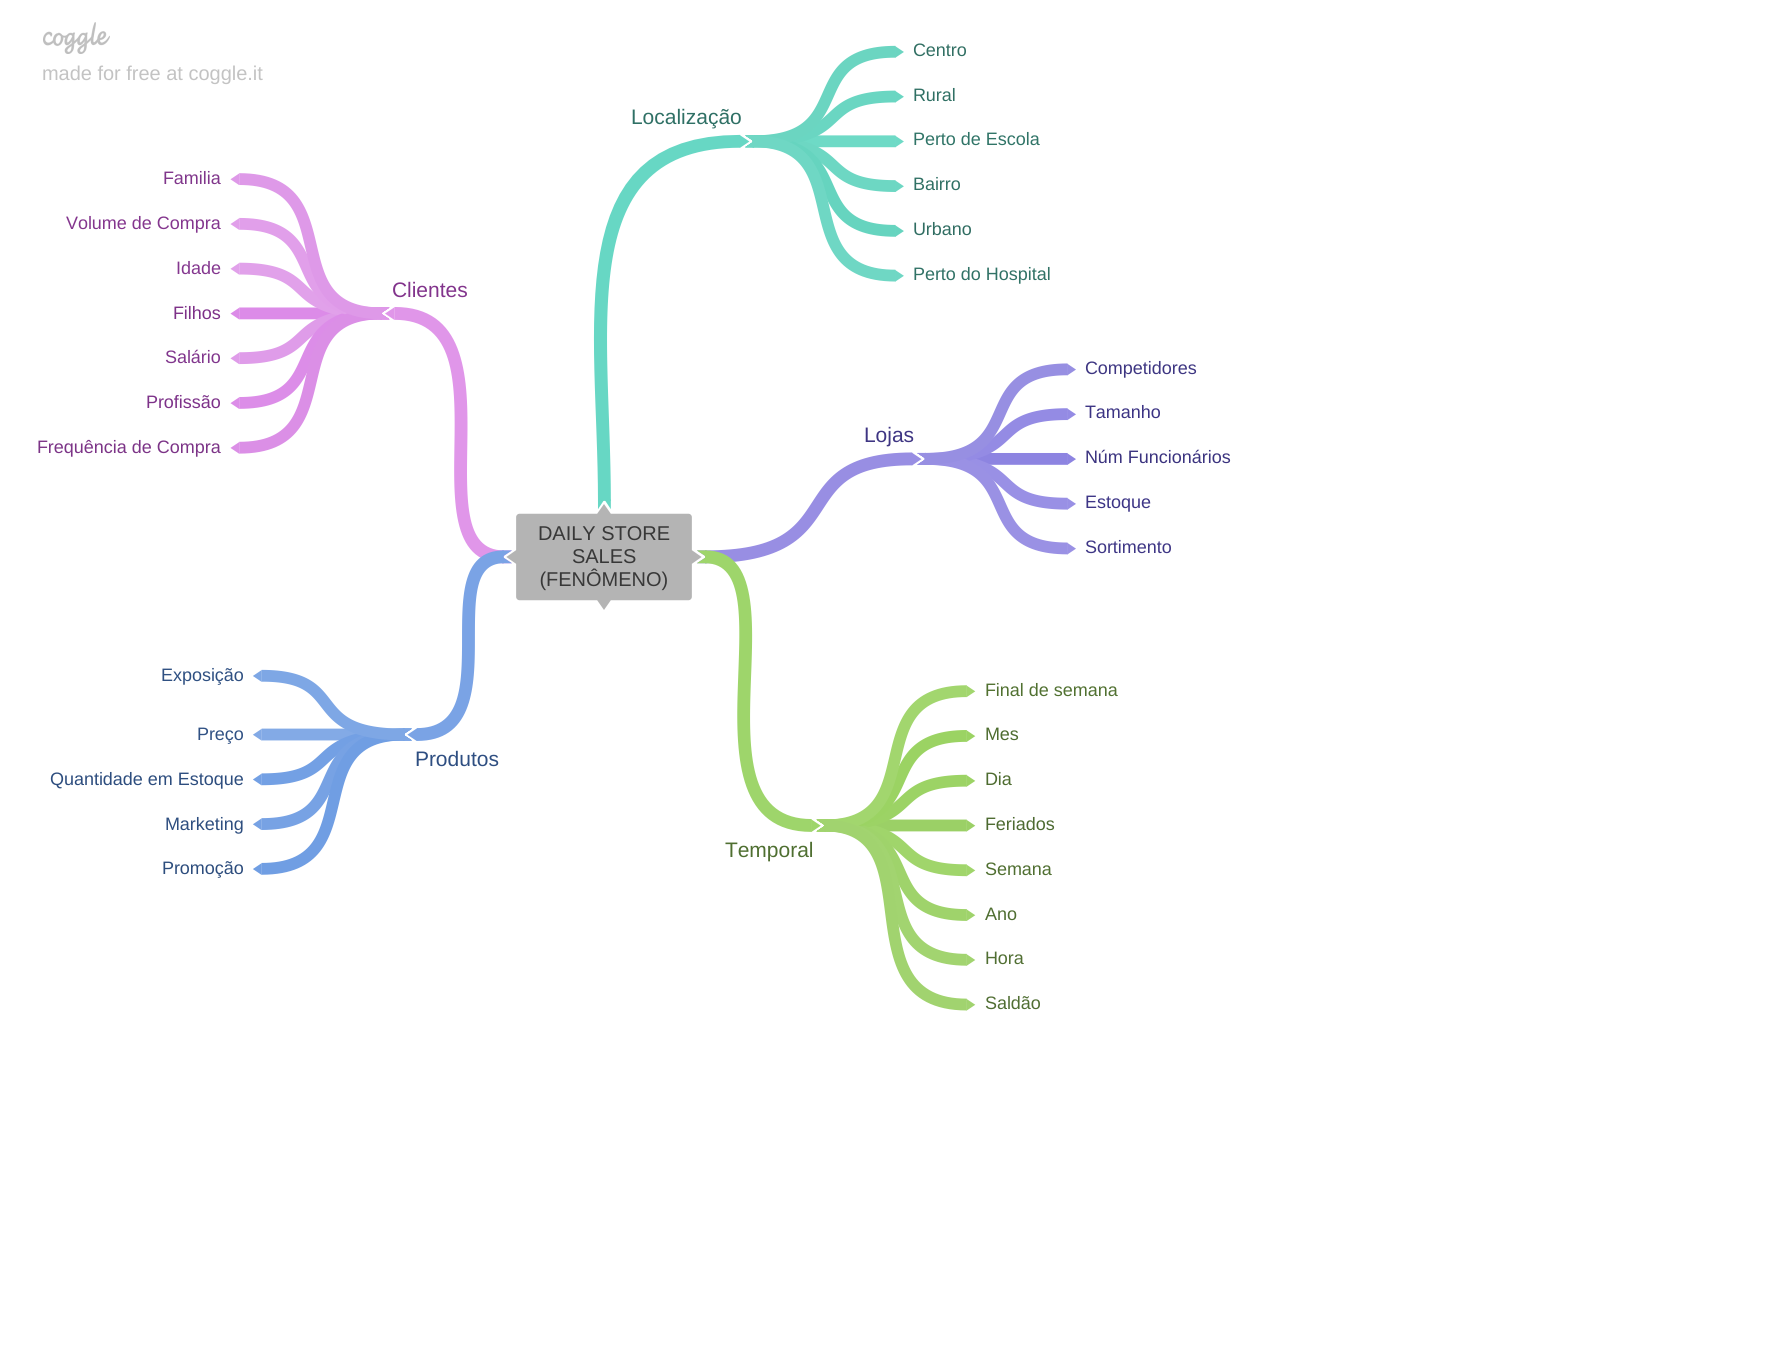 coggle
made for free at coggle.it
Localização
Centro
Rural
Perto de Escola
Bairro
Urbano
Perto do Hospital
Clientes
Familia
Volume de Compra
Idade
Filhos
Salário
Profissão
Frequência de Compra
Lojas
Competidores
Tamanho
Núm Funcionários
Estoque
Sortimento
DAILY STORE
SALES
(FENÔMENO)
Produtos
Exposição
Preço
Quantidade em Estoque
Marketing
Promoção
Temporal
Final de semana
Mes
Dia
Feriados
Semana
Ano
Hora
Saldão